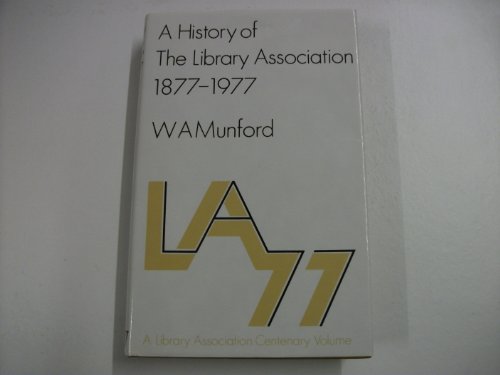 A History of
The Library Association
1877-1977
W A Munford
LA
77
A Library Association Centenary Volume